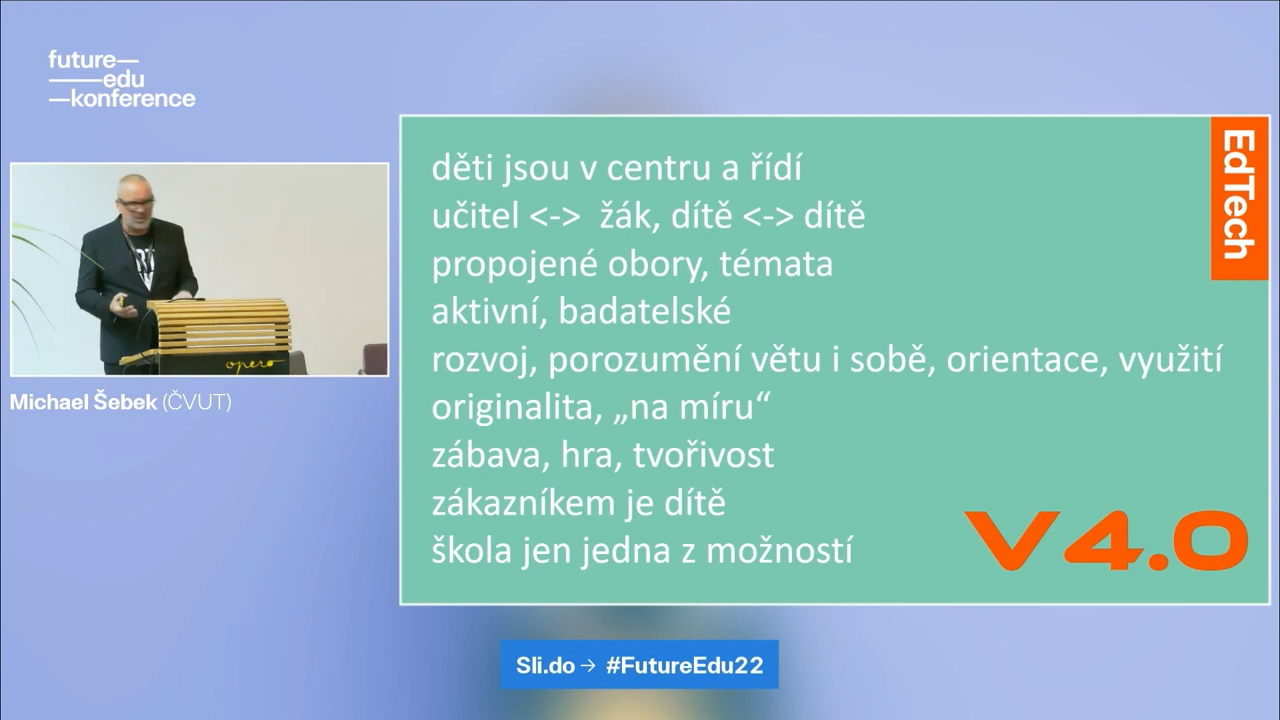 future—
——edu
—konference
děti jsou v centru a řídí
učitel <-> žák, dítě <-> dítě
propojené obory, témata
aktivní, badatelské
rozvoj, porozumění větu i sobě, orientace, využití
originalita, „na míru“
zábava, hra, tvořivost
zákazníkem je dítě
škola jen jedna z možností
EdTech
V4.0
opero
Michael Šebek (ČVUT)
Sli.do → #FutureEdu22